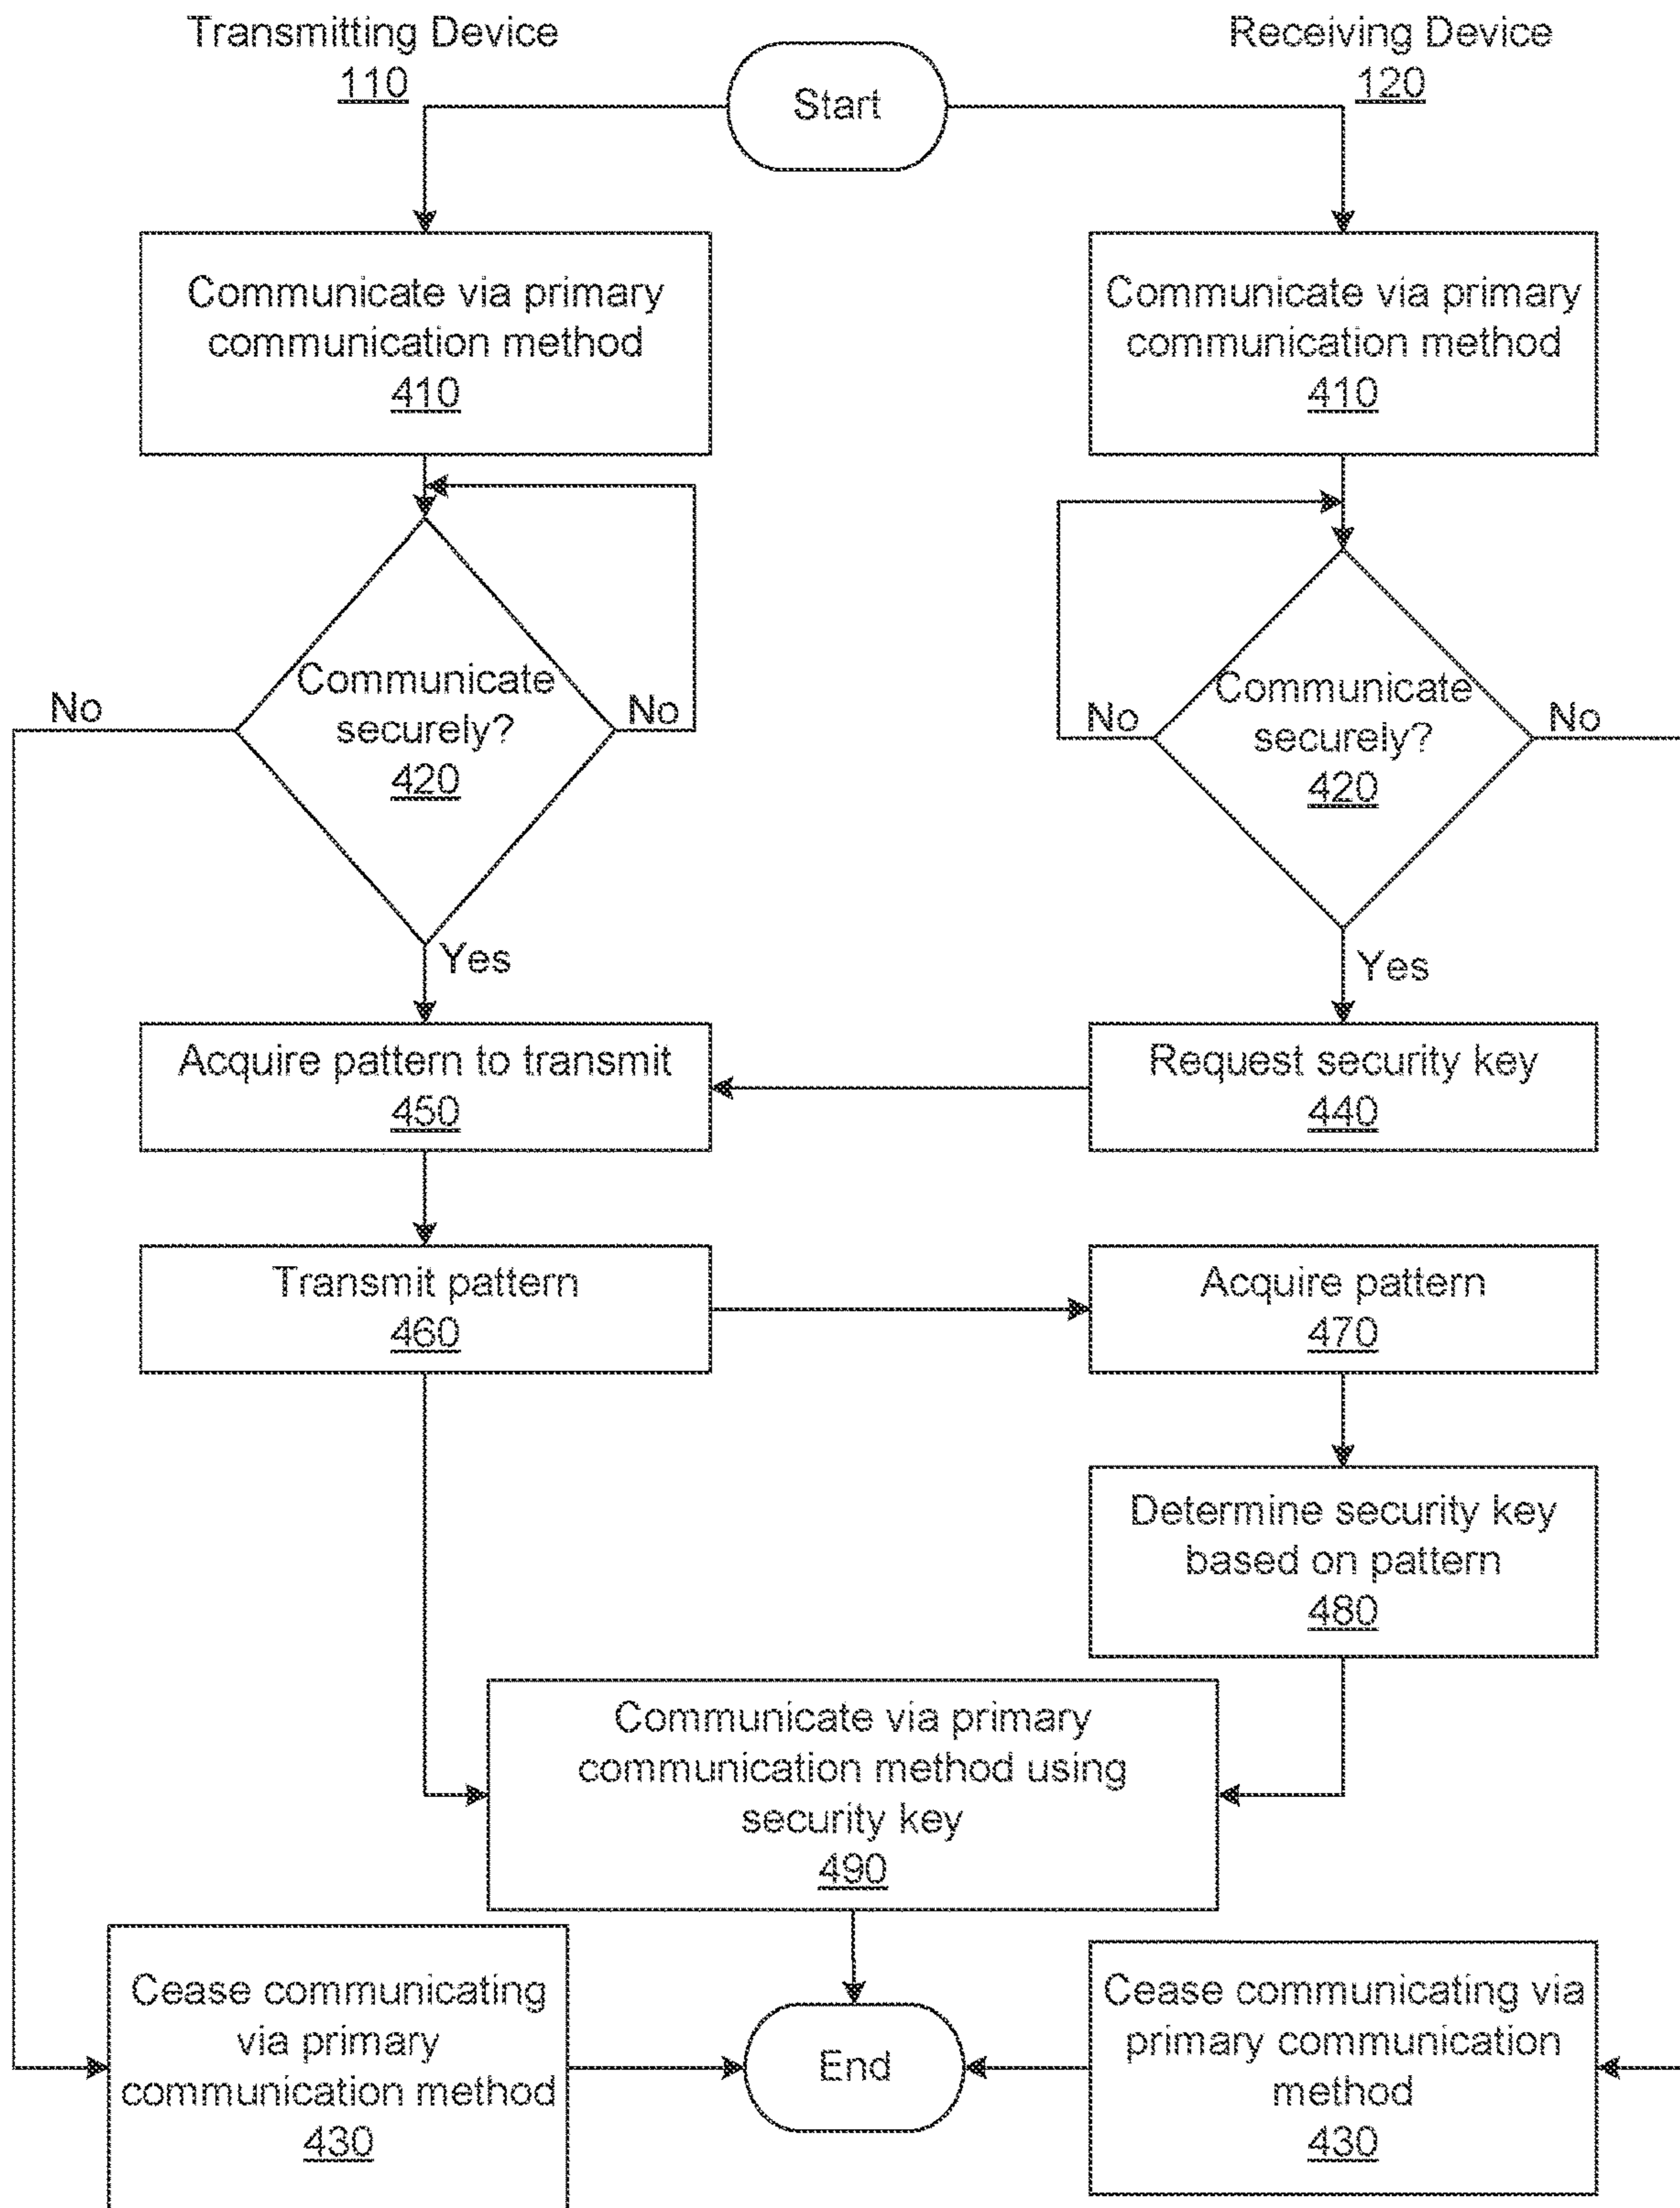 Transmitting Device
110
Receiving Device
120
Start
Communicate via primary
communication method
410
Communicate via primary
communication method
410
Communicate
securely?
420
No
No
Communicate
securely?
420
No
No
Yes
Yes
Acquire pattern to transmit
450
Request security key
440
Transmit pattern
460
Acquire pattern
470
Determine security key
based on pattern
480
Communicate via primary
communication method using
security key
490
Cease communicating
via primary
communication method
430
End
Cease communicating via
primary communication
method
430